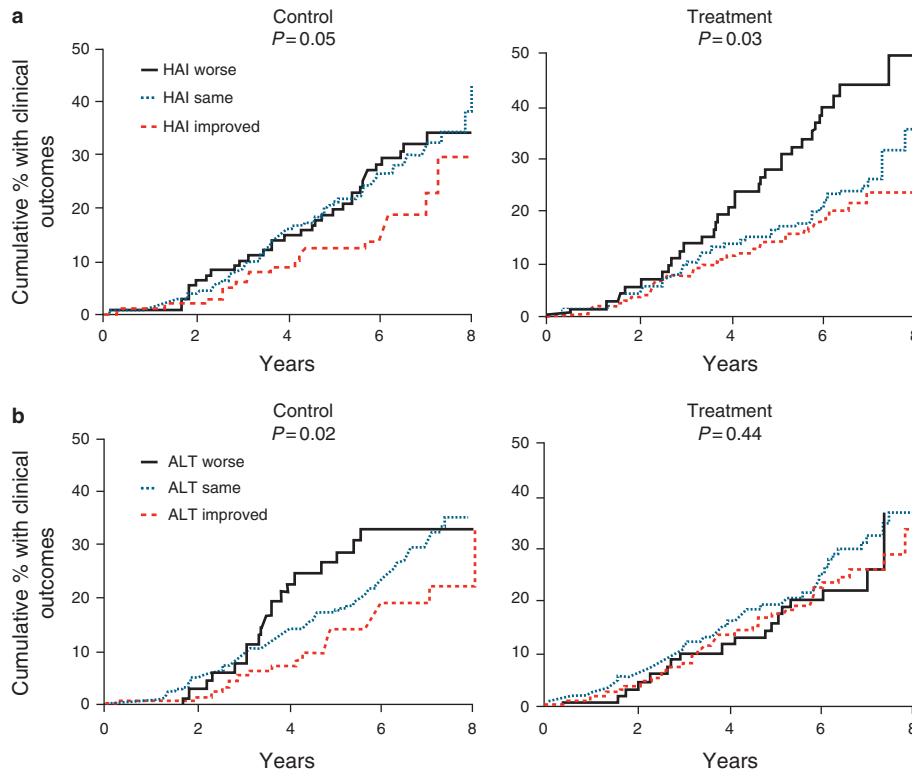 a
Control
P=0.05
Treatment
P=0.03
Cumulative % with clinical
outcomes
50
40
30
20
10
0
HAI worse
HAI same
HAI improved
0 2 4 6 8
Years
50
40
30
20
10
0
0 2 4 6 8
Years
b
Control
P=0.02
Treatment
P=0.44
Cumulative % with clinical
outcomes
50
40
30
20
10
0
ALT worse
ALT same
ALT improved
0 2 4 6 8
Years
50
40
30
20
10
0
0 2 4 6 8
Years